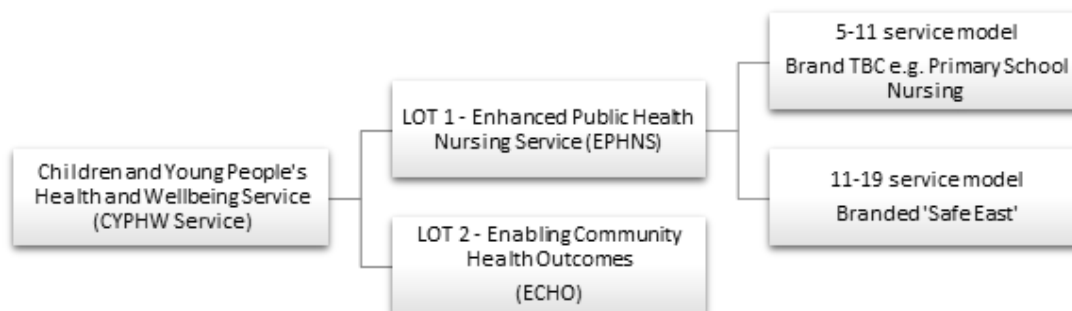 Children and Young People's
Health and Wellbeing Service
(CYPHW Service)
LOT 1 - Enhanced Public Health
Nursing Service (EPHNS)
LOT 2 - Enabling Community
Health Outcomes
(ECHO)
5-11 service model
Brand TBC e.g. Primary School
Nursing
11-19 service model
Branded 'Safe East'